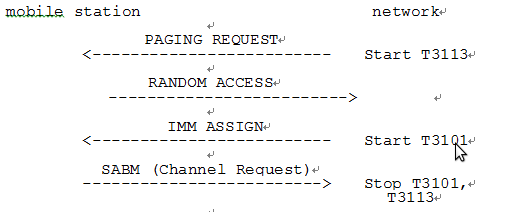 mobile station network
PAGING REQUEST
<-------------------------- Start T3113
RANDOM ACCESS
-------------------------->
IMM ASSIGN
<-------------------------- Start T3101
SABM (Channel Request)
--------------------------> Stop T3101,
T3113